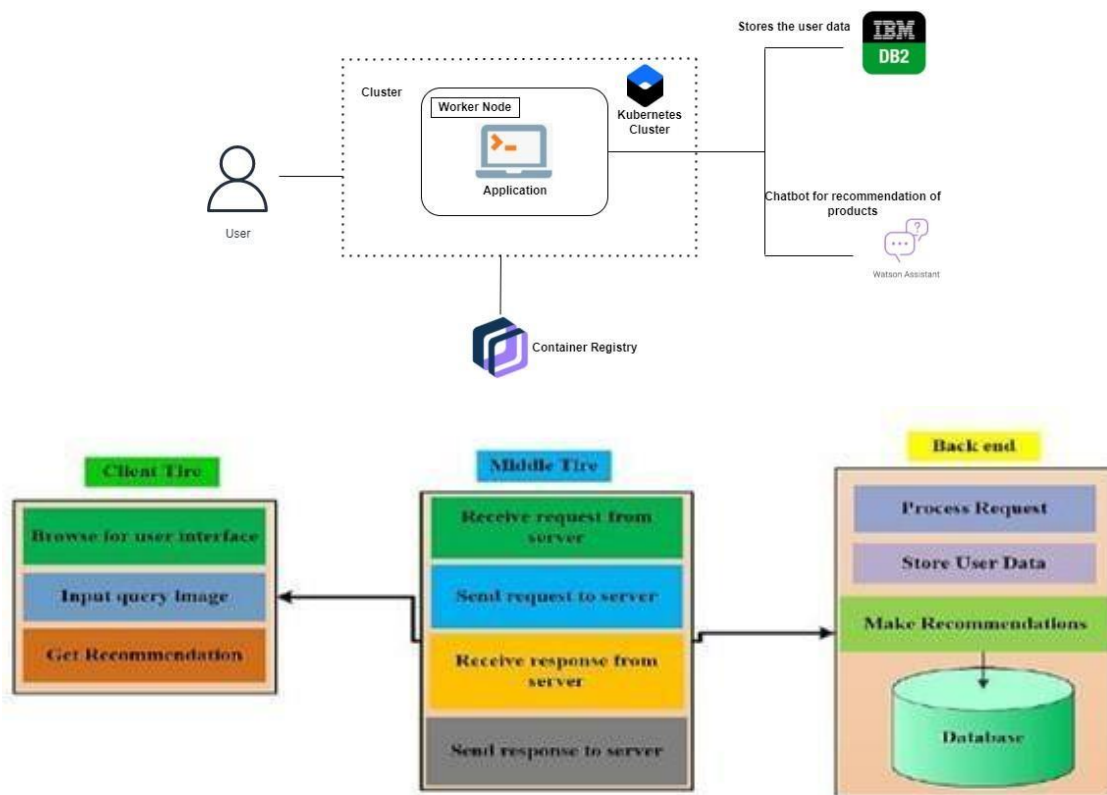 Stores the user data
IBM
DB2
Cluster
Worker Node
Kubernetes
Cluster
Application
User
Chatbot for recommendation of
products
Watson Assistant
Container Registry
Client Tire
Browse for user interface
Input query Image
Get Recommendation
Middle Tire
Receive request from
server
Send request to server
Receive response from
server
Send response to server
Back end
Process Request
Store User Data
Make Recommendations
Database